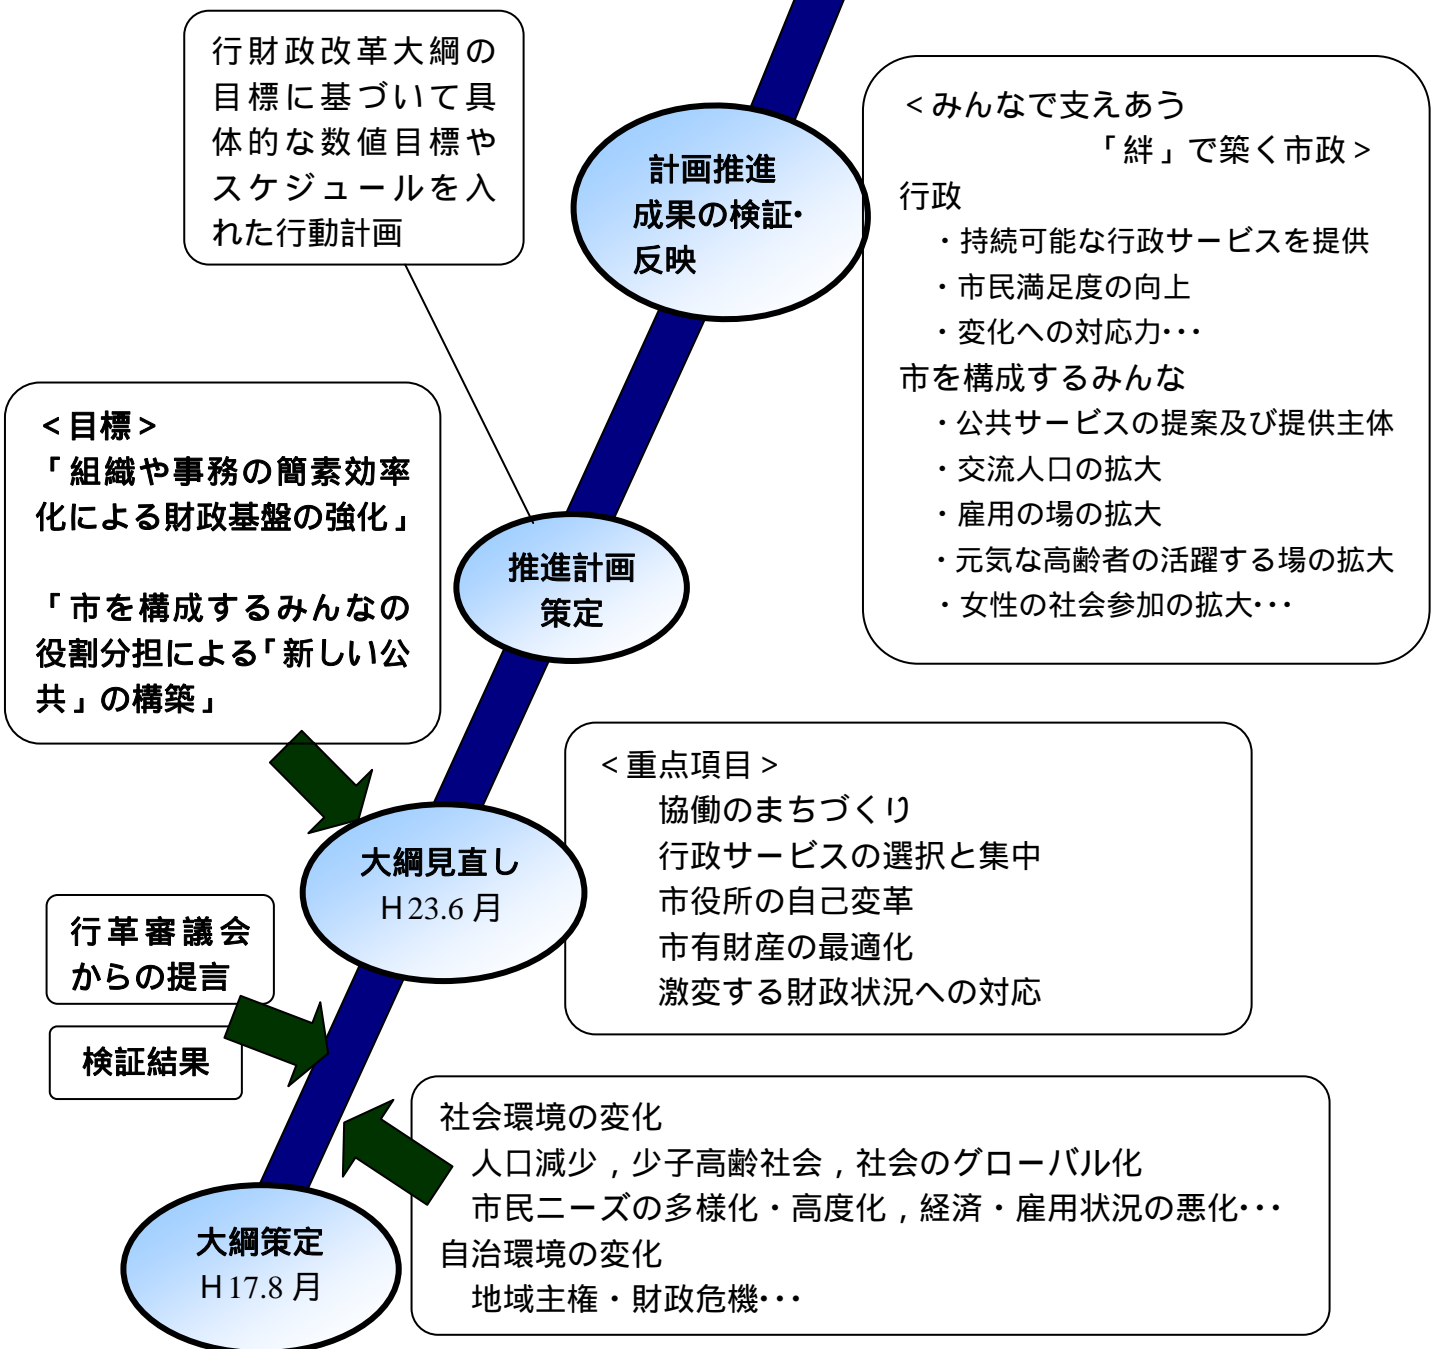 行財政改革大綱の
目標に基づいて具
体的な数値目標や
スケジュールを入
れた行動計画
計画推進
成果の検証・
反映
<みんなで支えあう
「絆」で築く市政>
行政
・持続可能な行政サービスを提供
・市民満足度の向上
・変化への対応力・・・
市を構成するみんな
・公共サービスの提案及び提供主体
・交流人口の拡大
・雇用の場の拡大
・元気な高齢者の活躍する場の拡大
・女性の社会参加の拡大・・・
<目標>
「組織や事務の簡素効率
化による財政基盤の強化」
「市を構成するみんなの
役割分担による「新しい公
共」の構築」
推進計画
策定
<重点項目>
協働のまちづくり
行政サービスの選択と集中
市役所の自己変革
市有財産の最適化
激変する財政状況への対応
大綱見直し
H23.6月
行革審議会
からの提言
検証結果
社会環境の変化
人口減少,少子高齢社会,社会のグローバル化
市民ニーズの多様化・高度化,経済・雇用状況の悪化・・・
自治環境の変化
地域主権・財政危機・・・
大綱策定
H17.8月